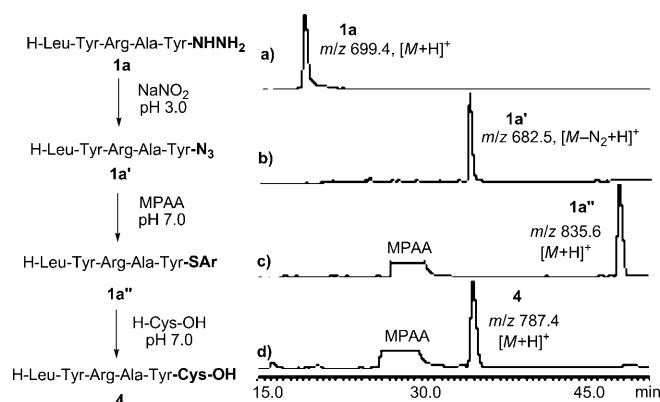 H-Leu-Tyr-Arg-Ala-Tyr-NHNH₂
1a
NaNO₂
pH 3.0
H-Leu-Tyr-Arg-Ala-Tyr-N₃
1a'
MPAA
pH 7.0
H-Leu-Tyr-Arg-Ala-Tyr-SAr
1a"
H-Cys-OH
pH 7.0
H-Leu-Tyr-Arg-Ala-Tyr-Cys-OH
4
a)
1a
m/z 699.4, [M+H]⁺
b)
1a'
m/z 682.5, [M–N₂+H]⁺
c)
MPAA
1a"
m/z 835.6
[M+H]⁺
d)
MPAA
4
m/z 787.4
[M+H]⁺
15.0 30.0 45.0 min